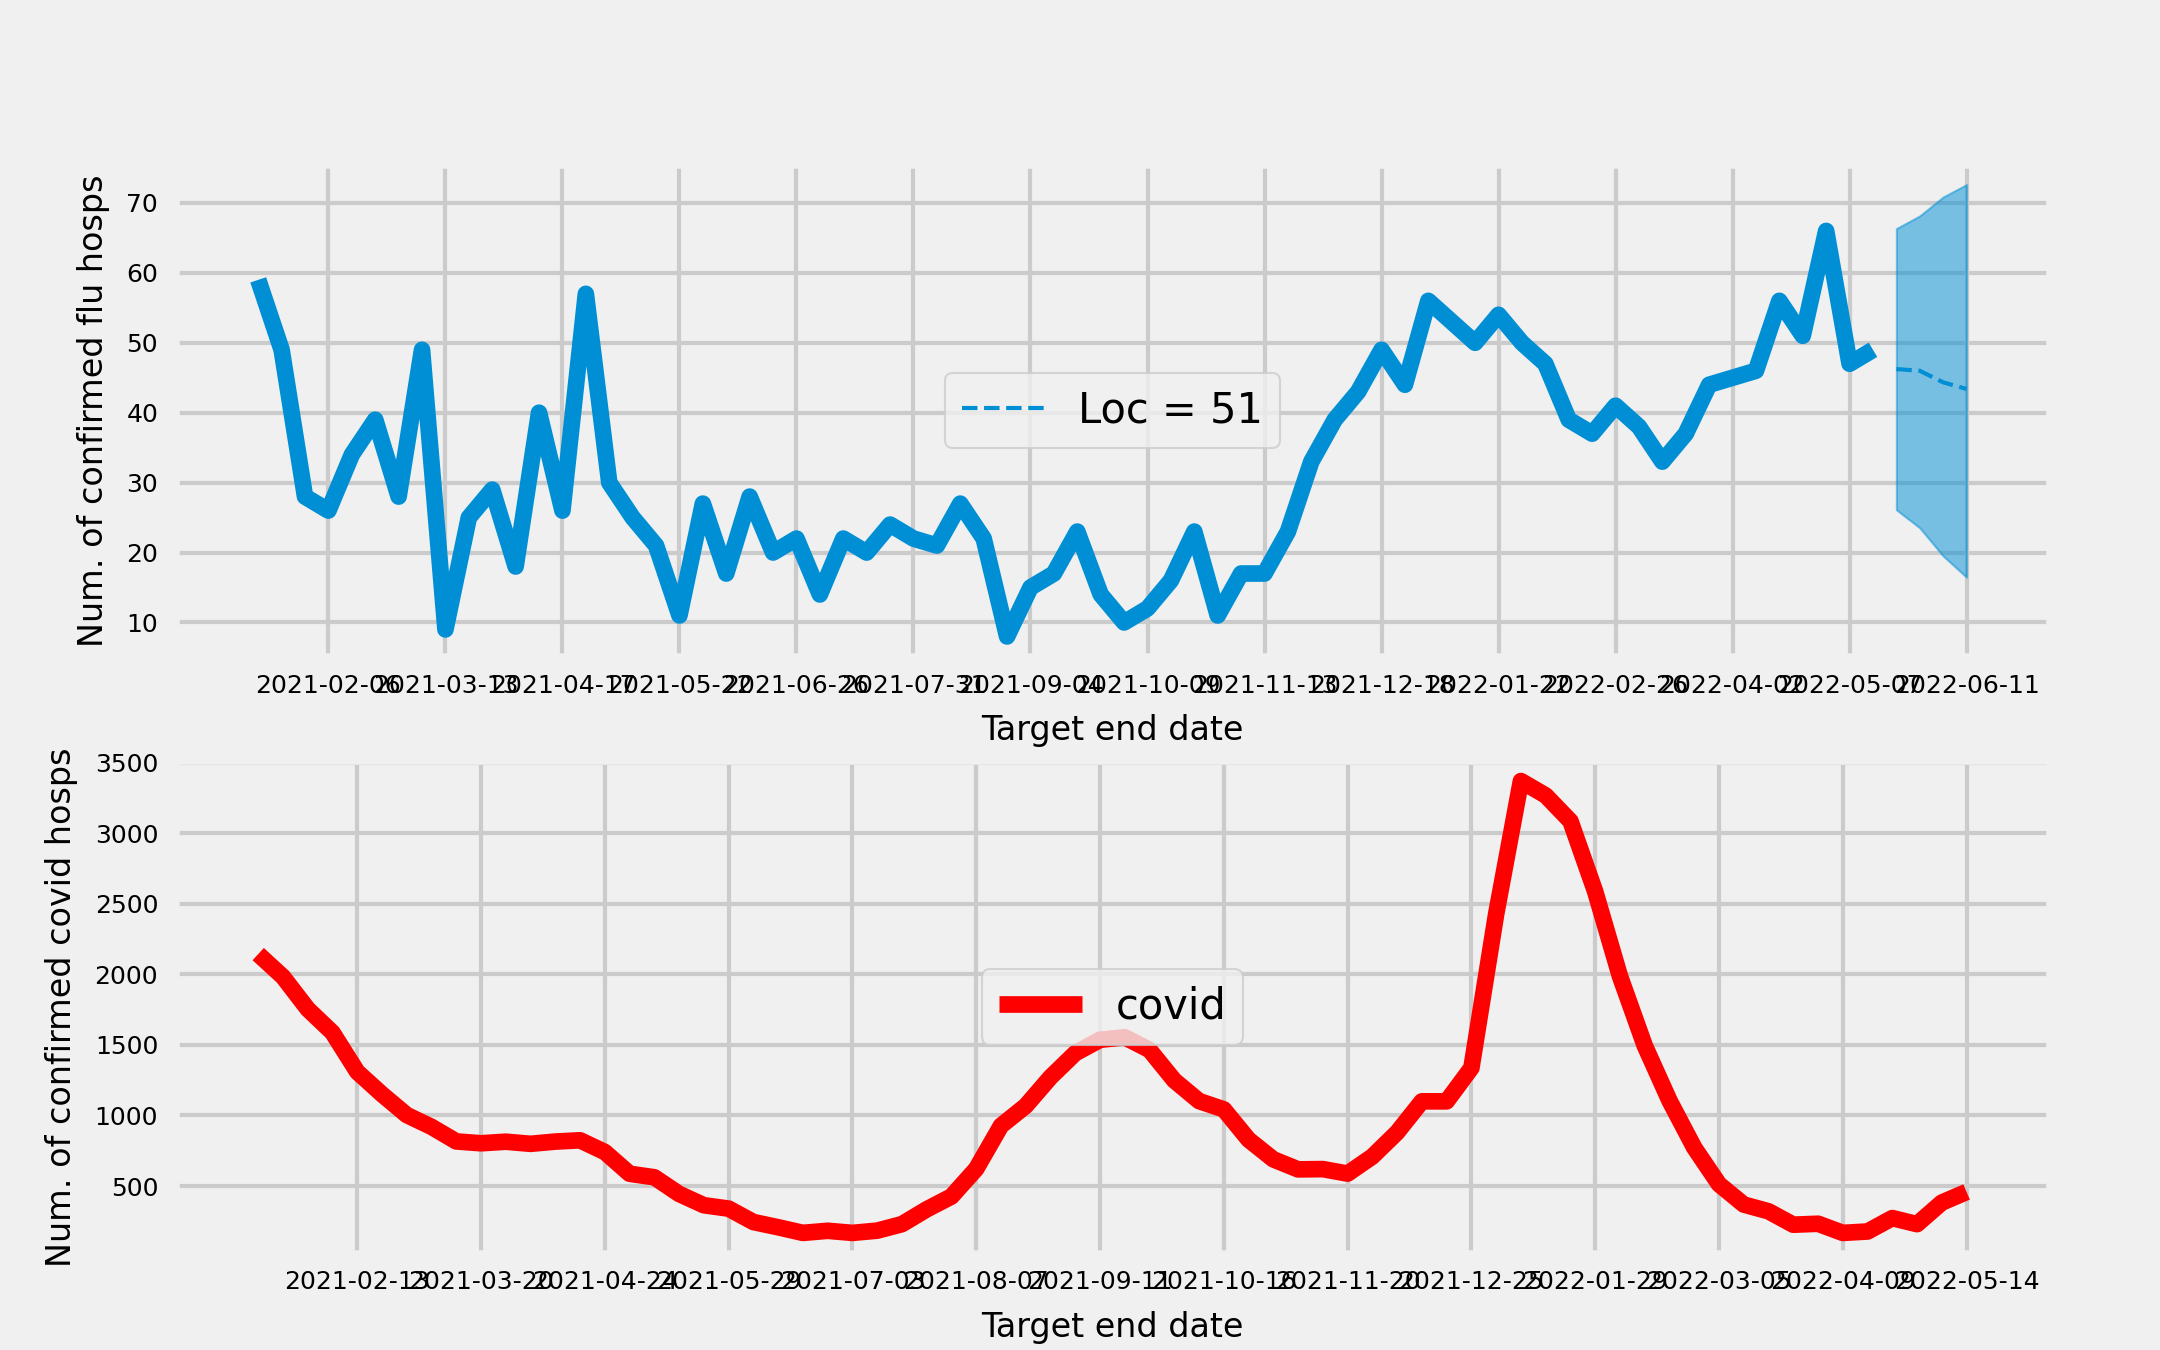 Num. of confirmed flu hosps
70
60
50
40
30
20
10
Loc = 51
2021-02-06 2021-03-13 2021-04-17 2021-05-22 2021-06-26 2021-07-31 2021-09-04 2021-10-09 2021-11-13 2021-12-18 2022-01-22 2022-02-26 2022-04-02 2022-05-07 2022-06-11
Target end date
Num. of confirmed covid hosps
3500
3000
2500
2000
1500
1000
500
covid
2021-02-13 2021-03-20 2021-04-24 2021-05-29 2021-07-03 2021-08-07 2021-09-11 2021-10-16 2021-11-20 2021-12-25 2022-01-29 2022-03-05 2022-04-09 2022-05-14
Target end date